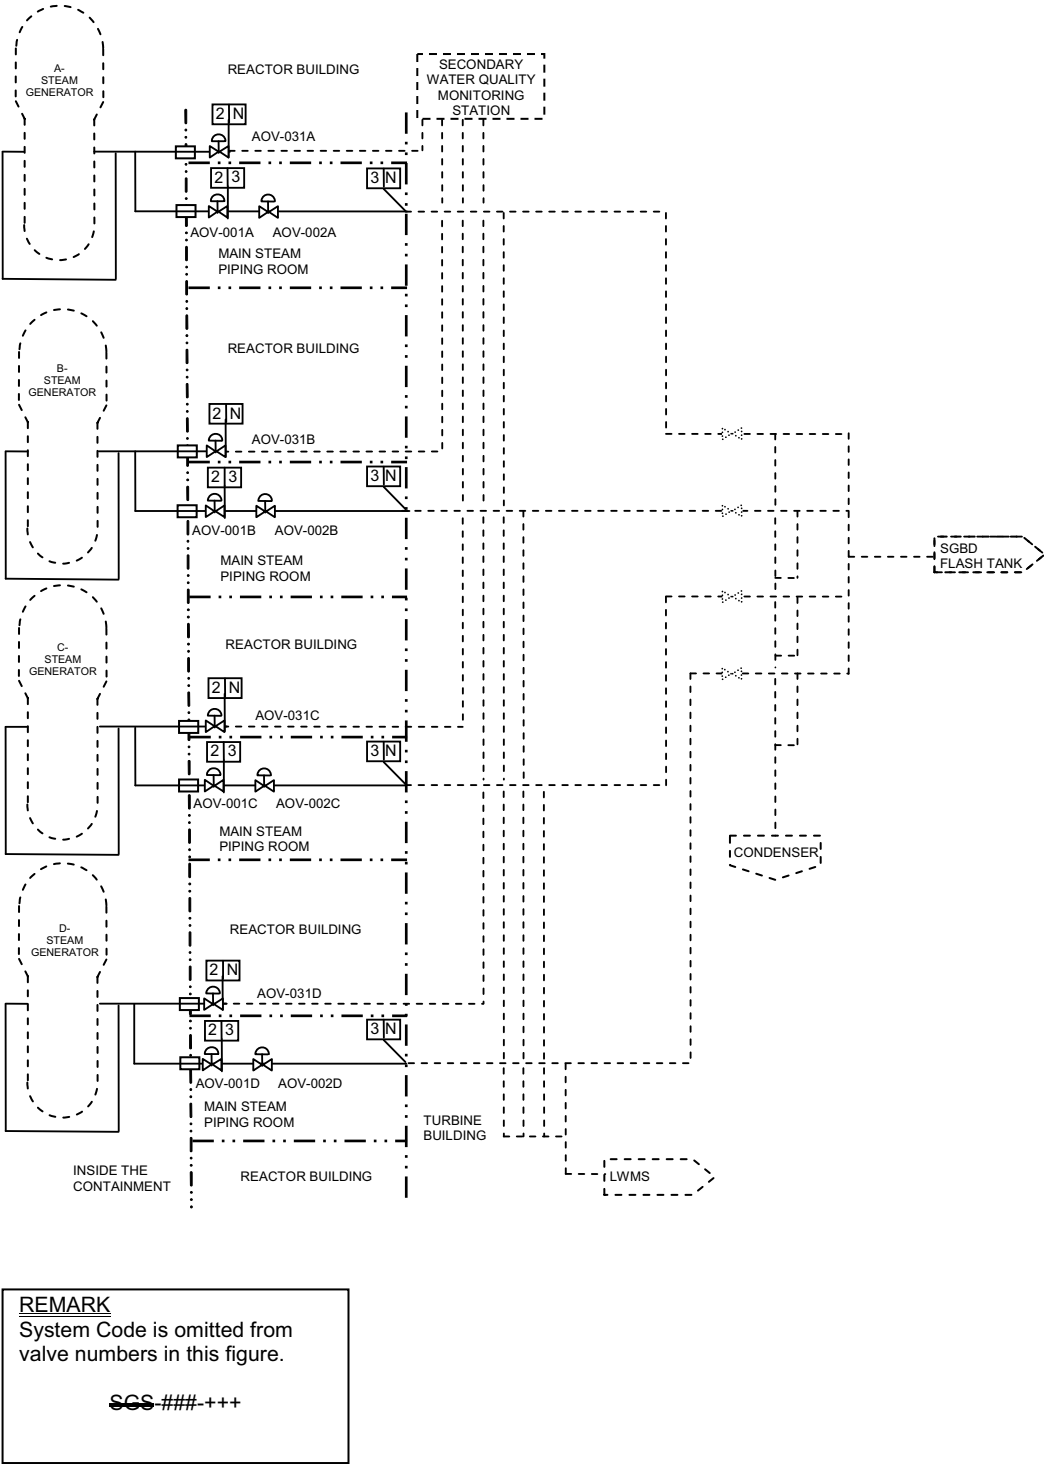 A-
STEAM
GENERATOR
REACTOR BUILDING
SECONDARY
WATER QUALITY
MONITORING
STATION
2 N
AOV-031A
2 3
3 N
AOV-001A
AOV-002A
MAIN STEAM
PIPING ROOM
B-
STEAM
GENERATOR
REACTOR BUILDING
2 N
AOV-031B
2 3
3 N
AOV-001B
AOV-002B
MAIN STEAM
PIPING ROOM
SGBD
FLASH TANK
C-
STEAM
GENERATOR
REACTOR BUILDING
2 N
AOV-031C
2 3
3 N
AOV-001C
AOV-002C
MAIN STEAM
PIPING ROOM
CONDENSER
D-
STEAM
GENERATOR
REACTOR BUILDING
2 N
AOV-031D
2 3
3 N
AOV-001D
AOV-002D
MAIN STEAM
PIPING ROOM
TURBINE
BUILDING
INSIDE THE
CONTAINMENT
REACTOR BUILDING
LWMS
REMARK
System Code is omitted from
valve numbers in this figure.
SGS-###-+++